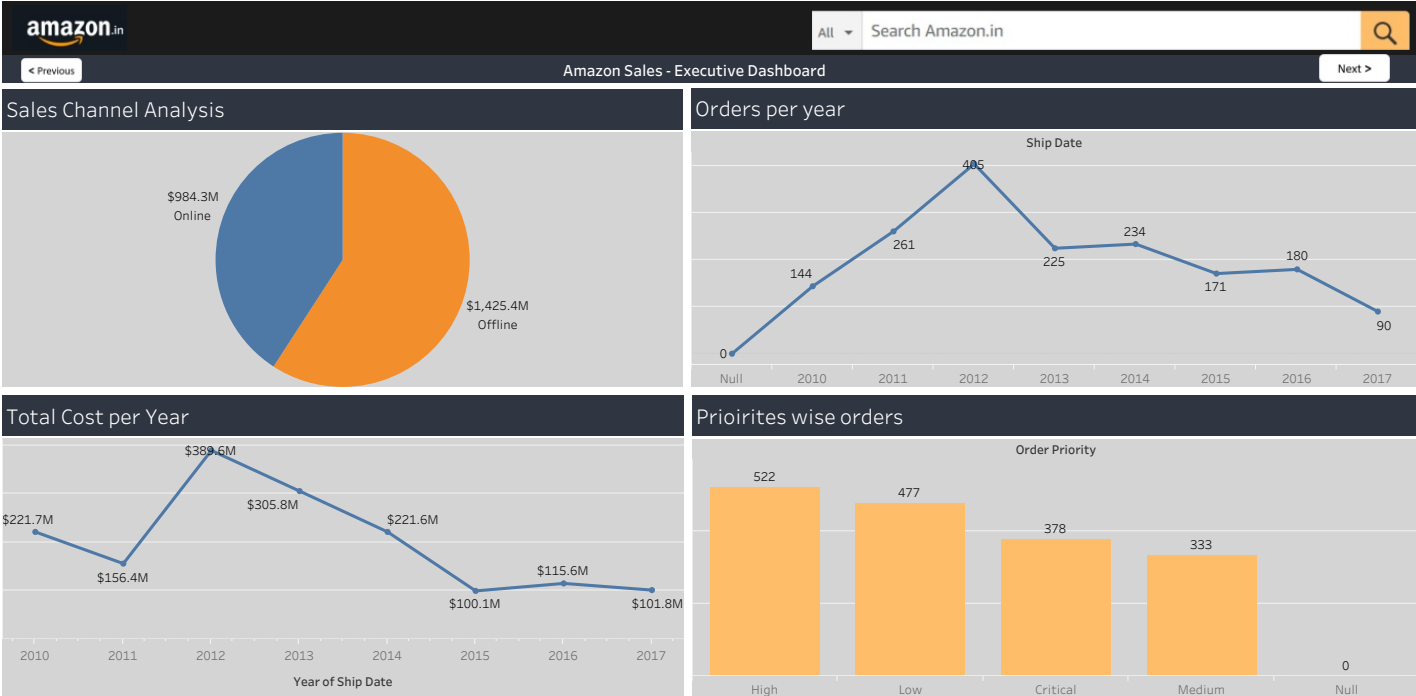 amazon.in
All
Search Amazon.in
< Previous
Amazon Sales - Executive Dashboard
Next >
Sales Channel Analysis
$984.3M
Online
$1,425.4M
Offline
Orders per year
Ship Date
405
261
234
225
144
180
171
90
0
Null 2010 2011 2012 2013 2014 2015 2016 2017
Total Cost per Year
$389.6M
$305.8M
$221.7M
$221.6M
$156.4M
$115.6M
$100.1M
$101.8M
2010 2011 2012 2013 2014 2015 2016 2017
Year of Ship Date
Prioirites wise orders
Order Priority
522
477
378
333
0
High Low Critical Medium Null